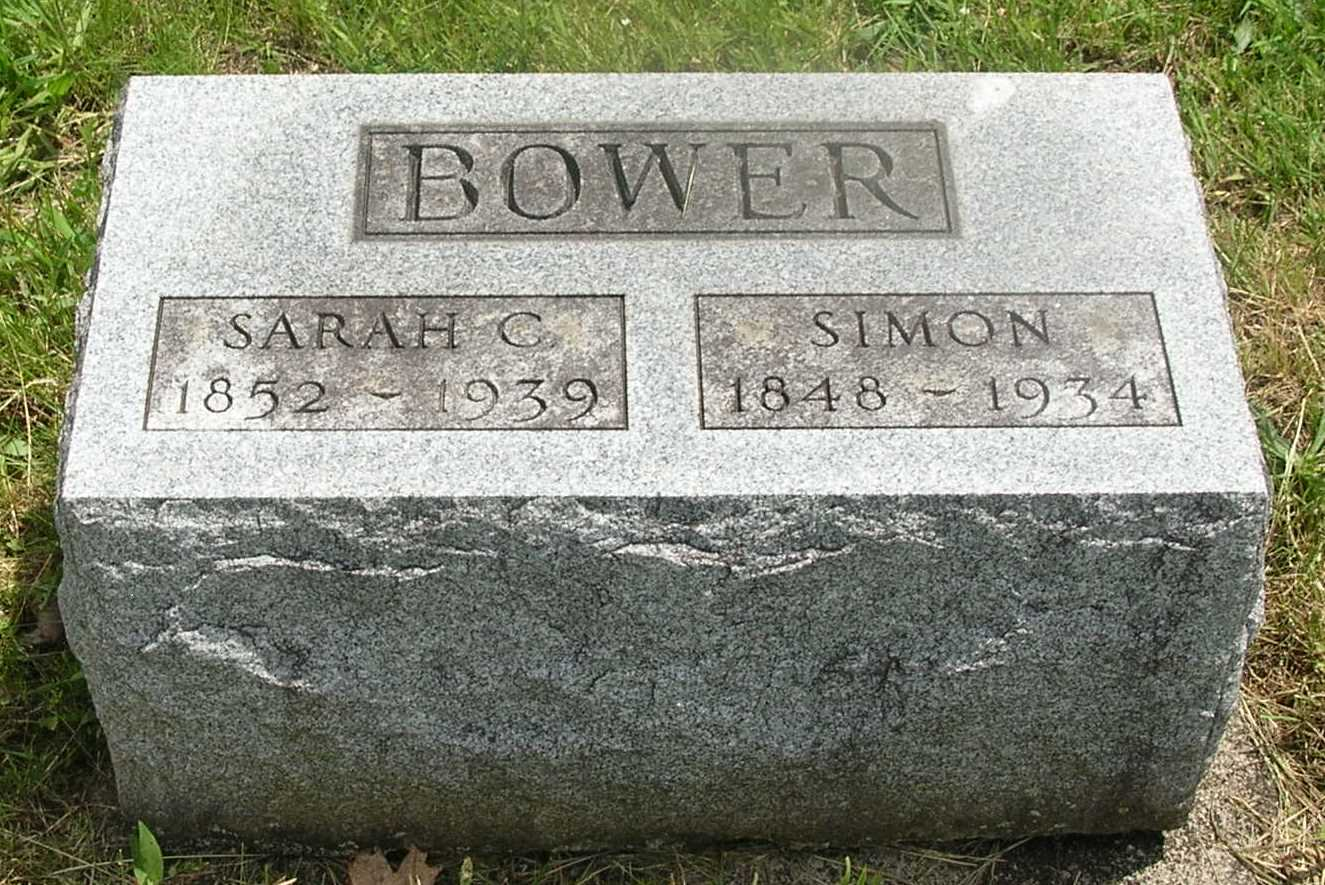 BOWER
SARAH C.
1852 - 1939
SIMON
1848 - 1934